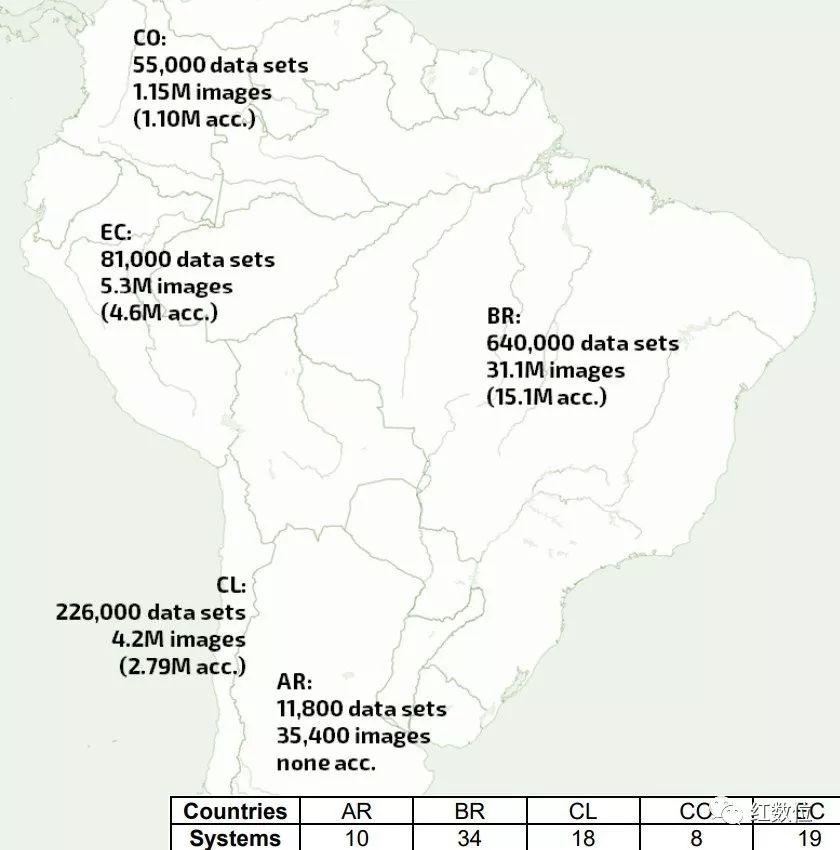 CO:
55,000 data sets
1.15M images
(1.10M acc.)
EC:
81,000 data sets
5.3M images
(4.6M acc.)
BR:
640,000 data sets
31.1M images
(15.1M acc.)
CL:
226,000 data sets
4.2M images
(2.79M acc.)
AR:
11,800 data sets
35,400 images
none acc.
Countries AR BR CL CO EC
Systems 10 34 18 8 19
红数位